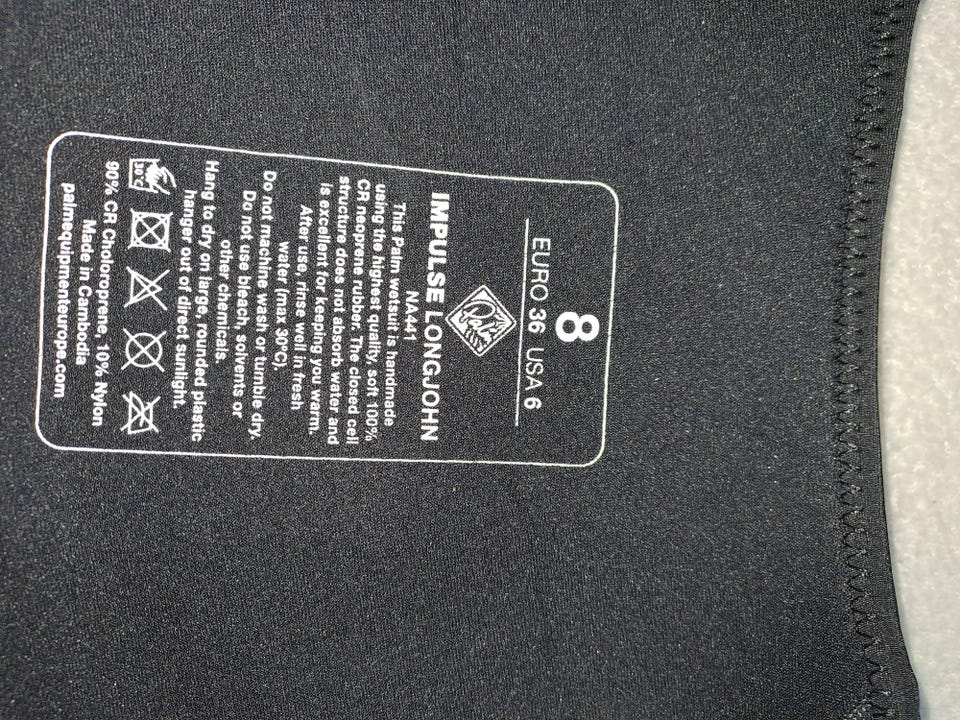 8
EURO 36 USA 6
Palm
IMPULSE LONGJOHN
NA441
This Palm wetsuit is handmade
using the highest quality, soft 100%
CR neoprene rubber. The closed cell
structure does not absorb water and
is excellent for keeping you warm.
After use, rinse well in fresh
water (max 30°C).
Do not machine wash or tumble dry.
Do not use bleach, solvents or
other chemicals.
Hang to dry on large, rounded plastic
hanger out of direct sunlight.
30°C
90% CR Choloroprene, 10% Nylon
Made in Cambodia
palmequipmenteurope.com